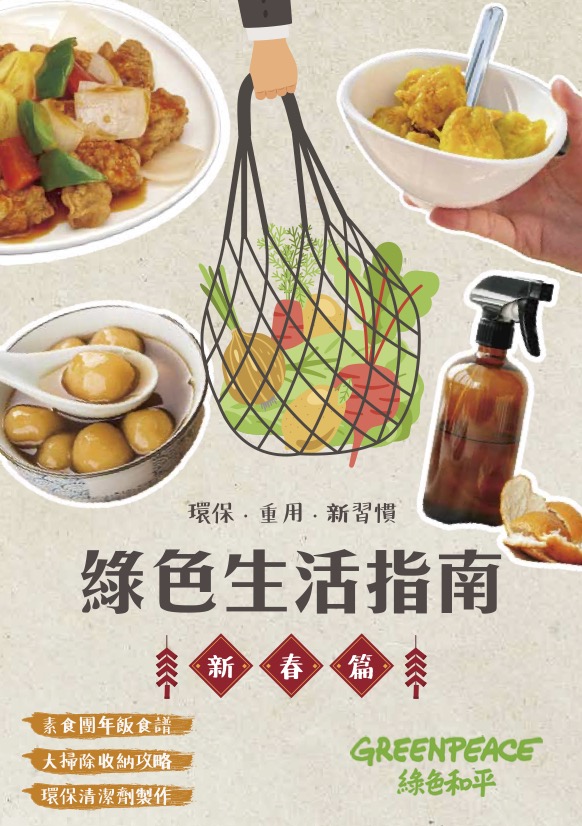 環保．重用．新習慣
綠色生活指南
新春篇
素食團年飯食譜
大掃除收納攻略
環保清潔劑製作
GREENPEACE
綠色和平